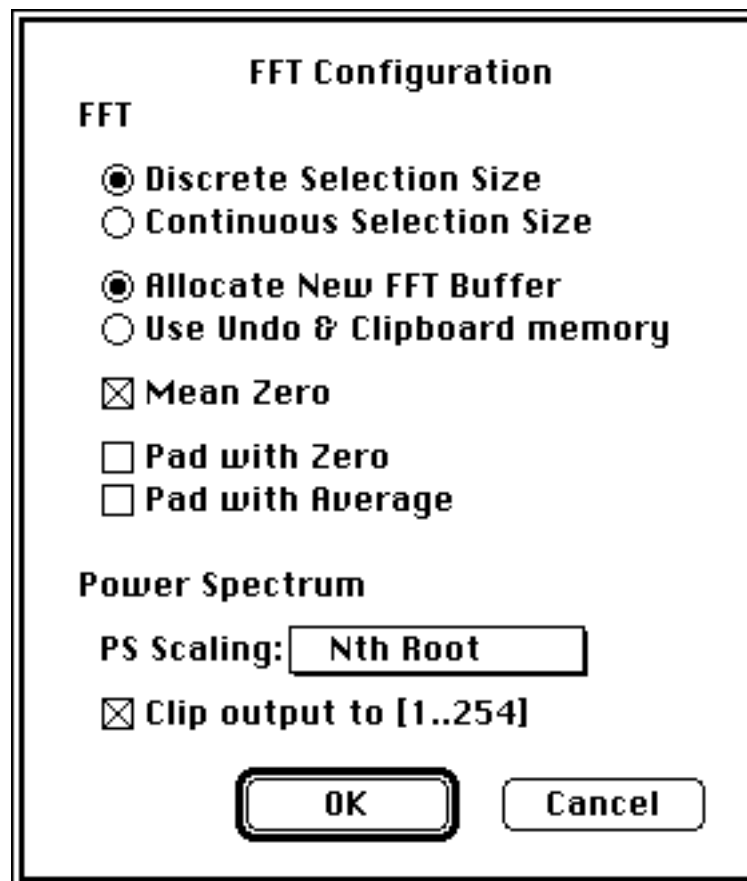 FFT Configuration
FFT
Discrete Selection Size
Continuous Selection Size
Allocate New FFT Buffer
Use Undo & Clipboard memory
Mean Zero
Pad with Zero
Pad with Average
Power Spectrum
PS Scaling: Nth Root
Clip output to [1..254]
OK Cancel